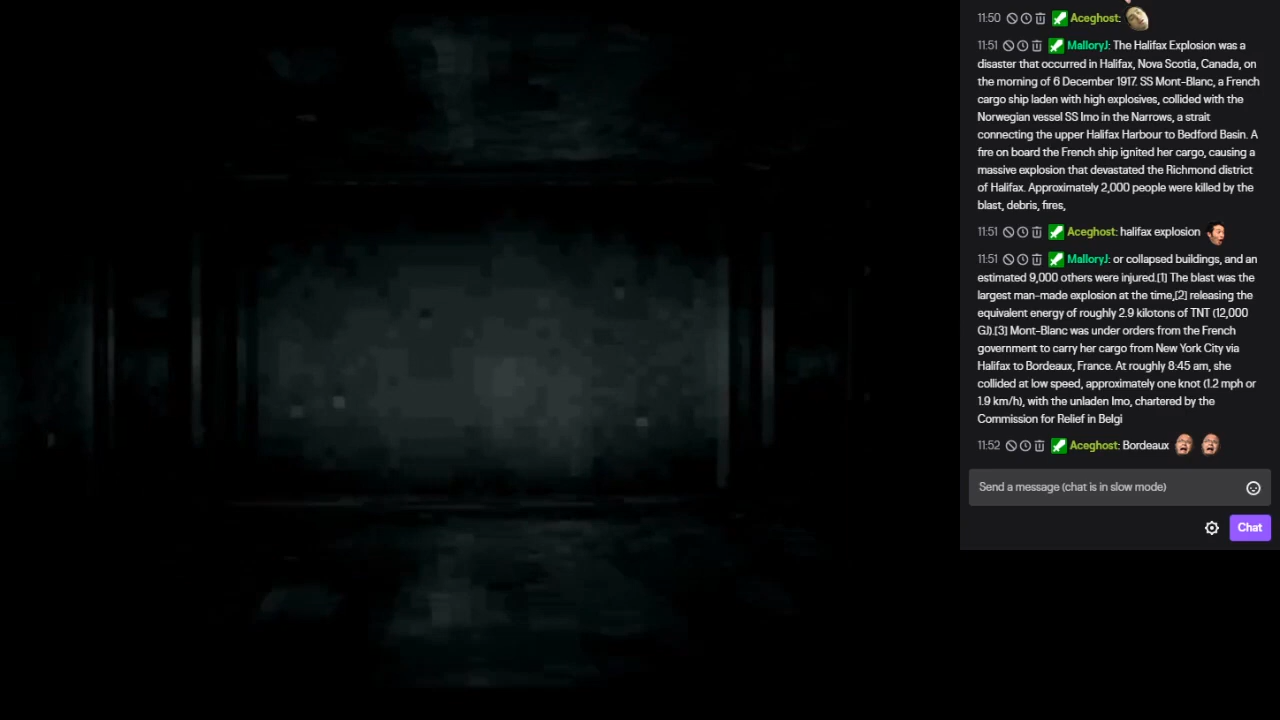 11:50 Aceghost:
11:51 MalloryJ: The Halifax Explosion was a
disaster that occurred in Halifax, Nova Scotia, Canada, on
the morning of 6 December 1917. SS Mont-Blanc, a French
cargo ship laden with high explosives, collided with the
Norwegian vessel SS Imo in the Narrows, a strait
connecting the upper Halifax Harbour to Bedford Basin. A
fire on board the French ship ignited her cargo, causing a
massive explosion that devastated the Richmond district
of Halifax. Approximately 2,000 people were killed by the
blast, debris, fires,
11:51 Aceghost: halifax explosion
11:51 MalloryJ: or collapsed buildings, and an
estimated 9,000 others were injured.[1] The blast was the
largest man-made explosion at the time,[2] releasing the
equivalent energy of roughly 2.9 kilotons of TNT (12,000
GJ).[3] Mont-Blanc was under orders from the French
government to carry her cargo from New York City via
Halifax to Bordeaux, France. At roughly 8:45 am, she
collided at low speed, approximately one knot (1.2 mph or
1.9 km/h), with the unladen Imo, chartered by the
Commission for Relief in Belgi
11:52 Aceghost: Bordeaux
Send a message (chat is in slow mode)
Chat